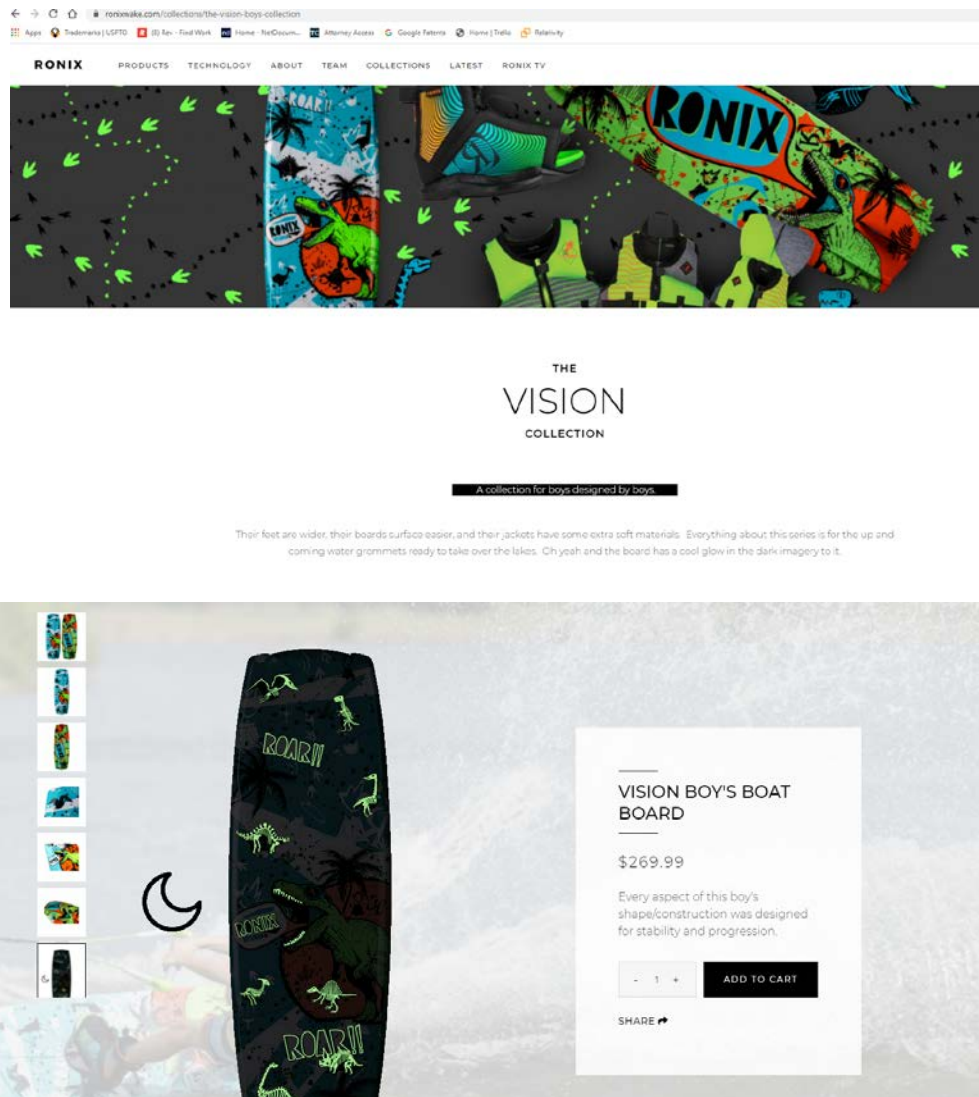 ronixwake.com/collections/the-vision-boys-collection
Apps Trademarks | USPTO (8) Rev - Find Work Home - NetDocum... Attorney Access Google Patents Home | Trello Relativity
RONIX PRODUCTS TECHNOLOGY ABOUT TEAM COLLECTIONS LATEST RONIX TV
ROAR!!
RONIX
RONIX
THE
VISION
COLLECTION
A collection for boys designed by boys.
Their feet are wider, their boards surface easier, and their jackets have some extra soft materials. Everything about this series is for the up and
coming water grommets ready to take over the lakes. Oh yeah and the board has a cool glow in the dark imagery to it.
ROAR!!
RONIX
ROAR!!
VISION BOY'S BOAT
BOARD
$269.99
Every aspect of this boy's
shape/construction was designed
for stability and progression.
- 1 + ADD TO CART
SHARE